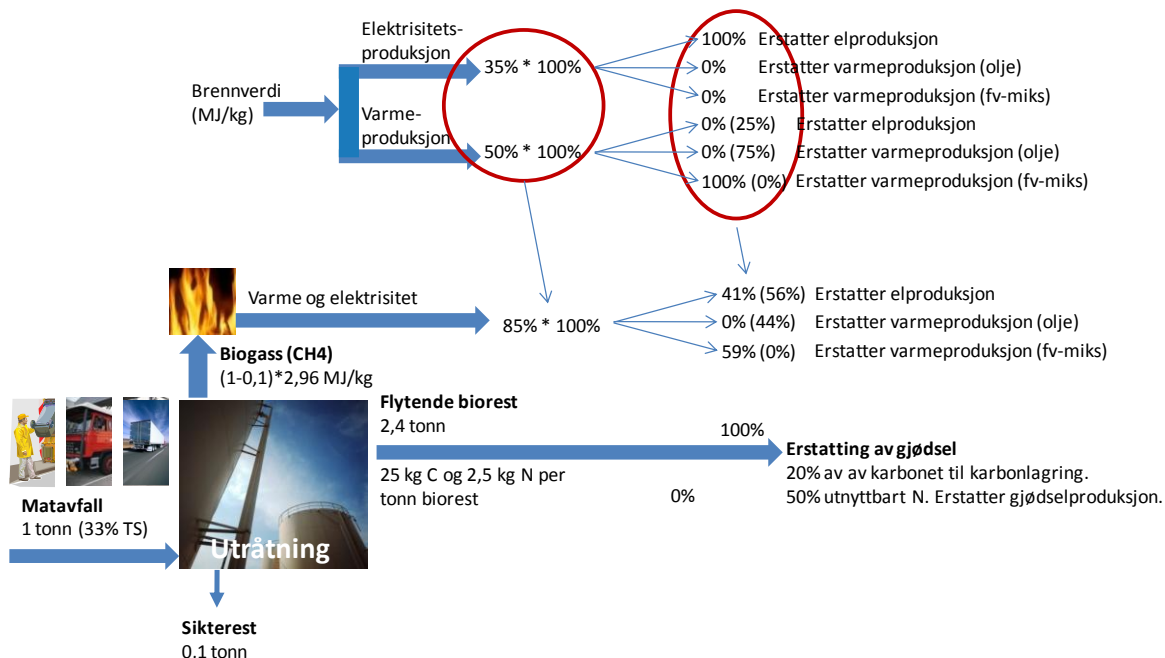 Elektrisitets-
produksjon
100% Erstatter elproduksjon
35% * 100%
0% Erstatter varmeproduksjon (olje)
0% Erstatter varmeproduksjon (fv-miks)
Brennverdi
(MJ/kg)
Varme-
produksjon
0% (25%) Erstatter elproduksjon
50% * 100%
0% (75%) Erstatter varmeproduksjon (olje)
100% (0%) Erstatter varmeproduksjon (fv-miks)
Varme og elektrisitet
41% (56%) Erstatter elproduksjon
85% * 100%
0% (44%) Erstatter varmeproduksjon (olje)
59% (0%) Erstatter varmeproduksjon (fv-miks)
Biogass (CH4)
(1-0,1)*2,96 MJ/kg
Flytende biorest
2,4 tonn
100%
25 kg C og 2,5 kg N per
tonn biorest
0%
Erstatting av gjødsel
20% av av karbonet til karbonlagring.
50% utnyttbart N. Erstatter gjødselproduksjon.
Matavfall
1 tonn (33% TS)
Utråtning
Sikterest
0,1 tonn